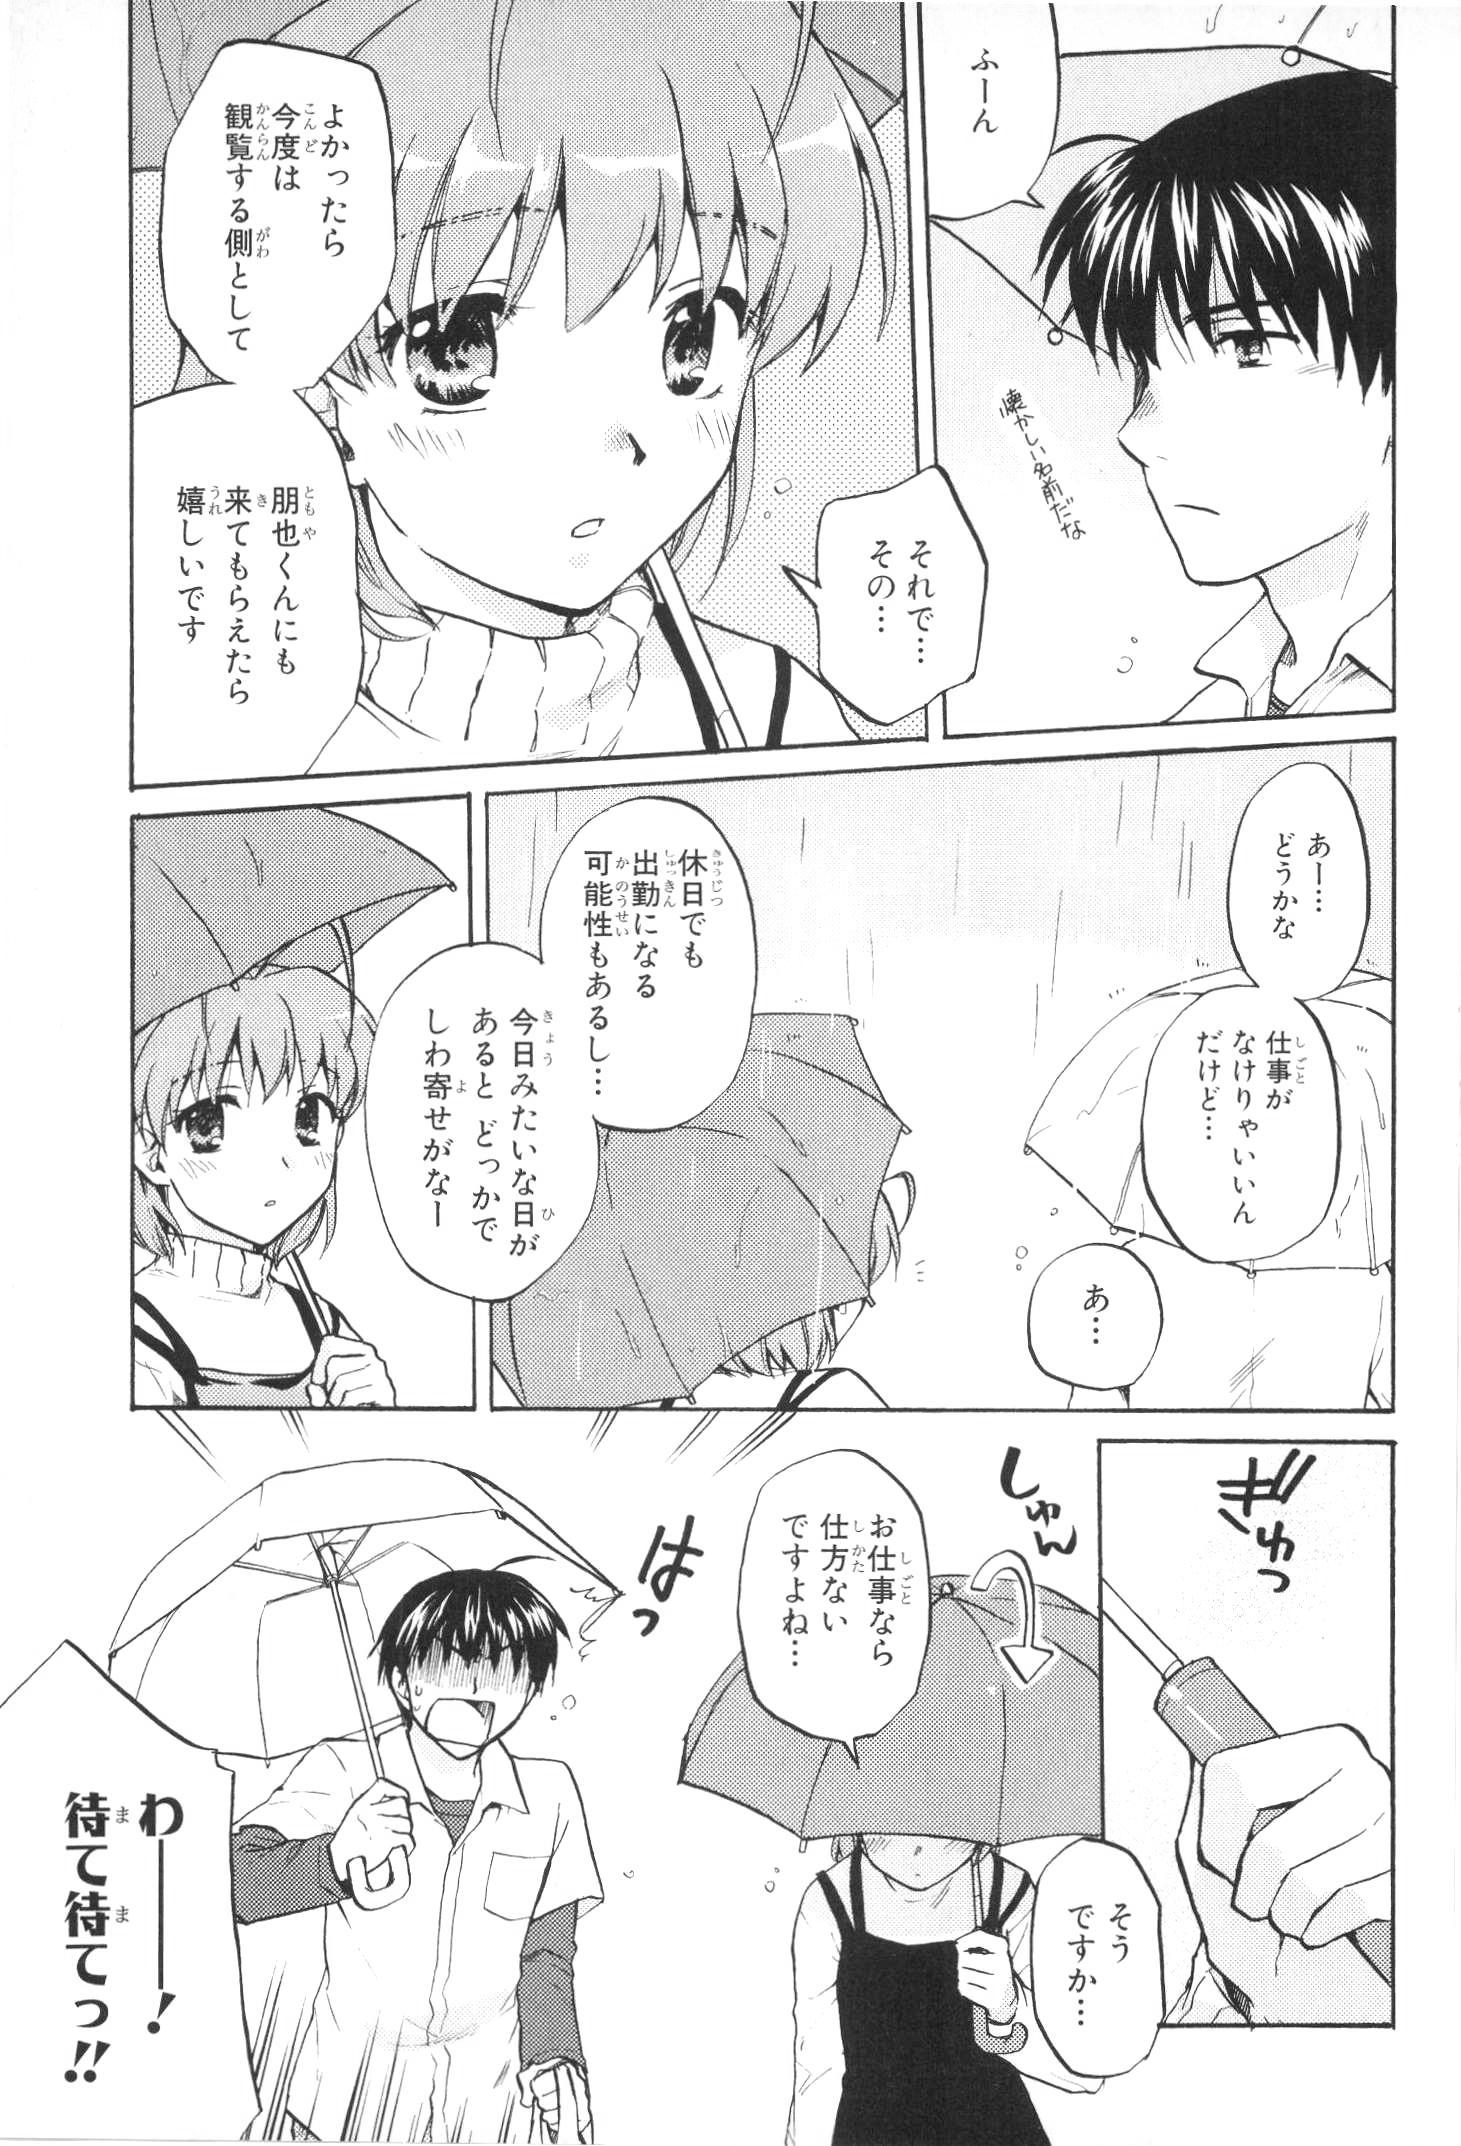 ふーん
懐かしい名前だな
それで…
その…
よかったら
今度は
観覧する側として
朋也くんにも
来てもらえたら
嬉しいです
あー…
どうかな
仕事が
なけりゃいいん
だけど…
あ…
休日でも
出勤になる
可能性もあるし…
今日みたいな日が
あると どっかで
しわ寄せがなー
ぎゅっ
しゅん
そう
ですか…
お仕事なら
仕方ない
ですよね…
はっ
わ――！
待て待てっ!!